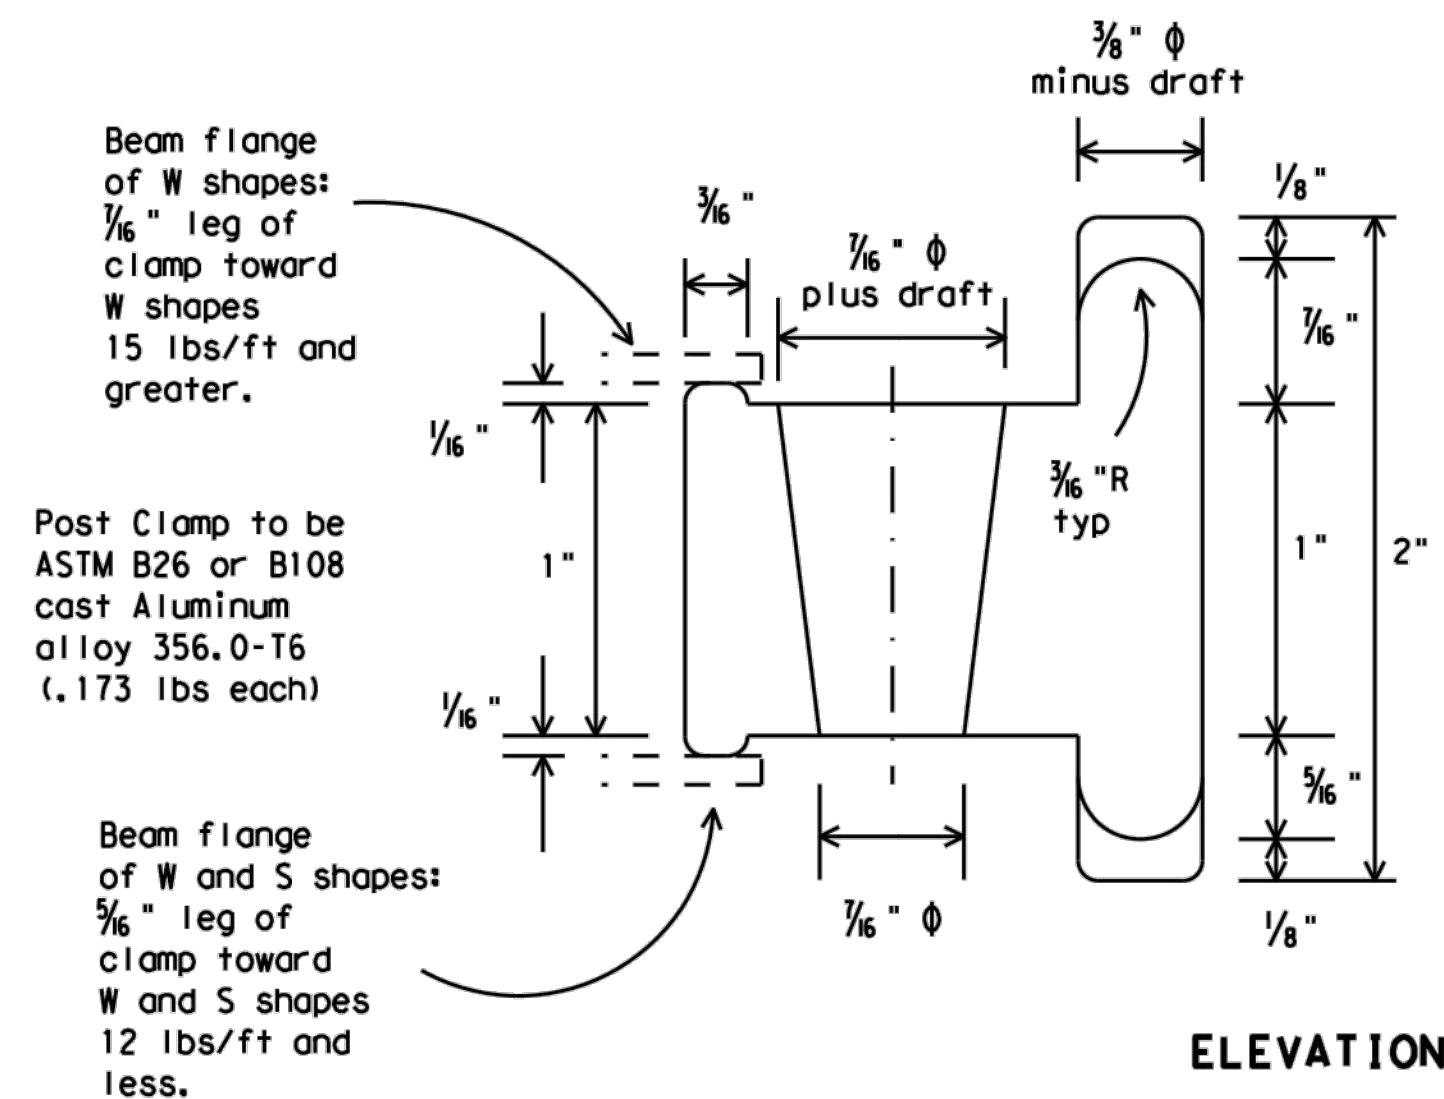 3/8" ϕ
minus draft
Beam flange
of W shapes:
7/16" leg of
clamp toward
W shapes
15 lbs/ft and
greater.
3/16"
7/16" ϕ
plus draft
1/8"
7/16"
1/16"
3/16"R
typ
Post Clamp to be
ASTM B26 or B108
cast Aluminum
alloy 356.0-T6
(.173 lbs each)
1"
1"
2"
1/16"
5/16"
Beam flange
of W and S shapes:
5/16" leg of
clamp toward
W and S shapes
12 lbs/ft and
less.
7/16" ϕ
1/8"
ELEVATION